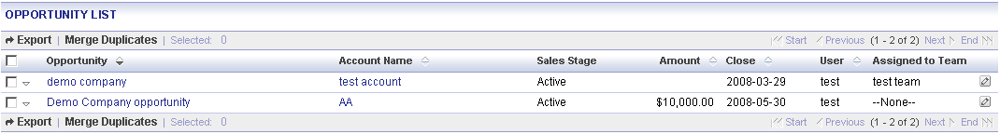 OPPORTUNITY LIST
Export | Merge Duplicates | Selected: 0 Start Previous (1 - 2 of 2) Next End
Opportunity Account Name Sales Stage Amount Close User Assigned to Team
demo company test account Active 2008-03-29 test test team
Demo Company opportunity AA Active $10,000.00 2008-05-30 test --None--
Export | Merge Duplicates | Selected: 0 Start Previous (1 - 2 of 2) Next End